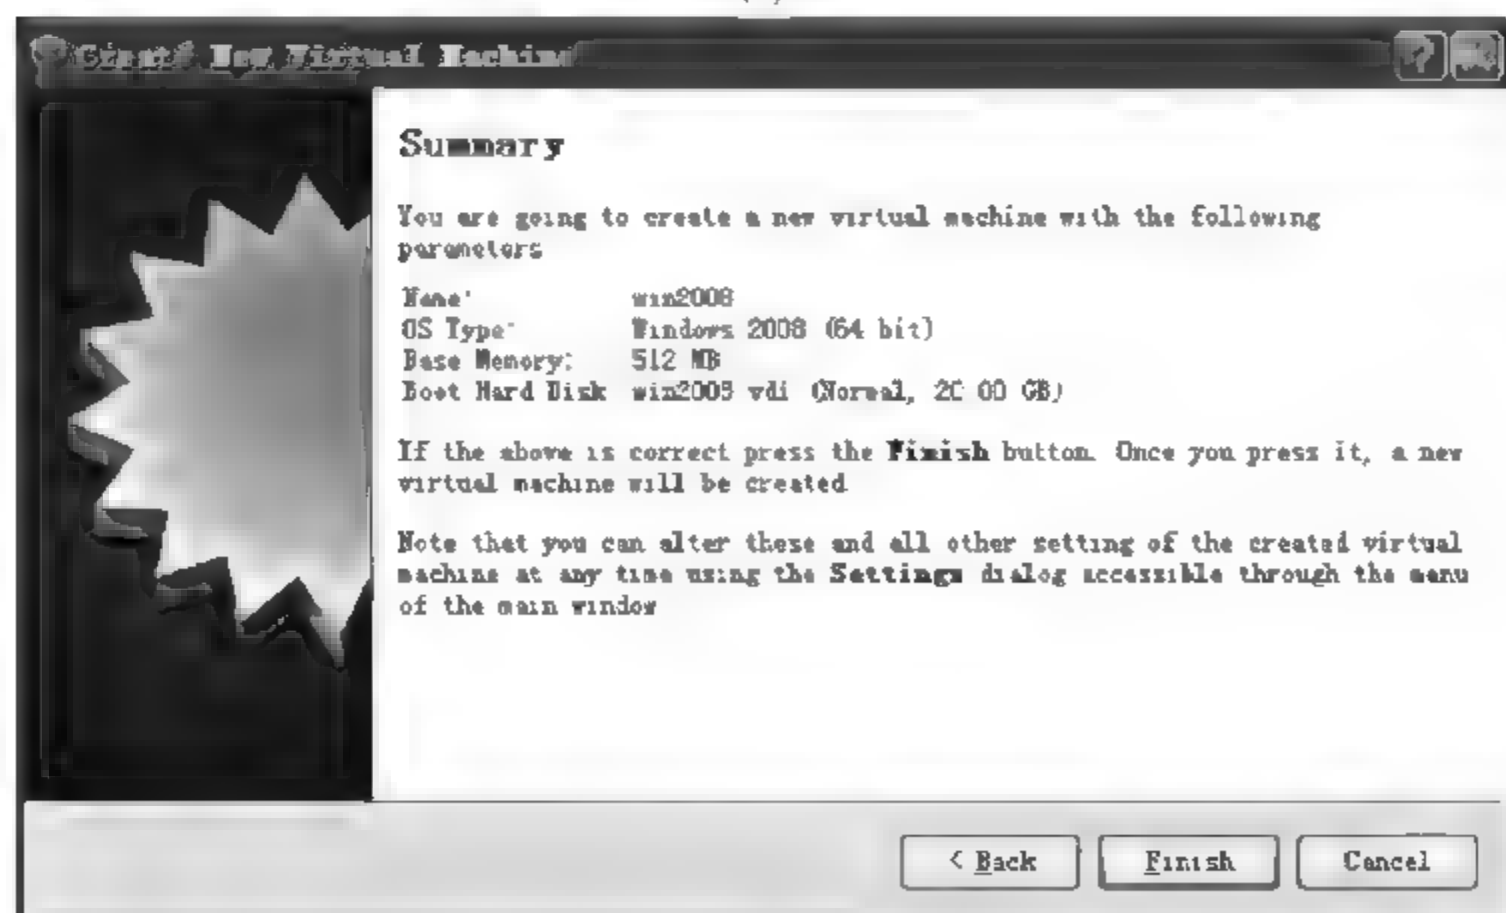 Create New Virtual Machine
Summary
You are going to create a new virtual machine with the following
parameters
Name:
win2008
OS Type:
Windows 2008 (64 bit)
Base Memory:
512 MB
Boot Hard Disk
win2008 vdi (Normal, 20 00 GB)
If the above is correct press the Finish button. Once you press it, a new
virtual machine will be created
Note that you can alter these and all other setting of the created virtual
machine at any time using the Settings dialog accessible through the menu
of the main window
< Back
Finish
Cancel